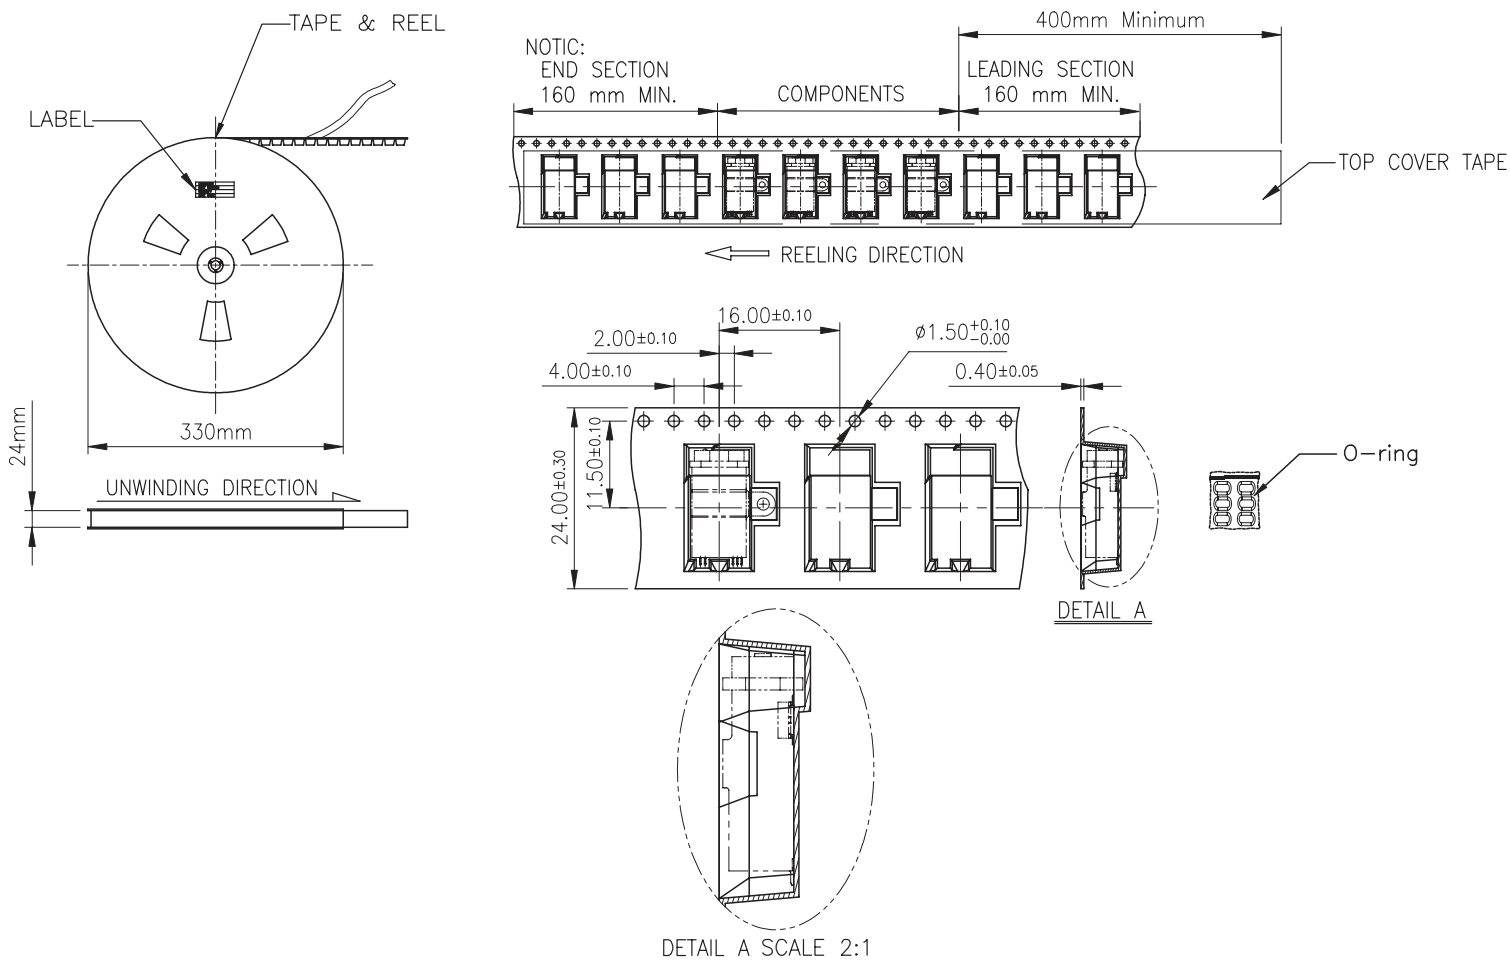 TAPE & REEL
LABEL
330mm
24mm
UNWINDING DIRECTION
400mm Minimum
NOTIC:
END SECTION
160 mm MIN.
COMPONENTS
LEADING SECTION
160 mm MIN.
TOP COVER TAPE
REELING DIRECTION
16.00±0.10
2.00±0.10
4.00±0.10
ø1.50+0.10
-0.00
0.40±0.05
24.00±0.30
11.50±0.10
O-ring
DETAIL A
DETAIL A SCALE 2:1